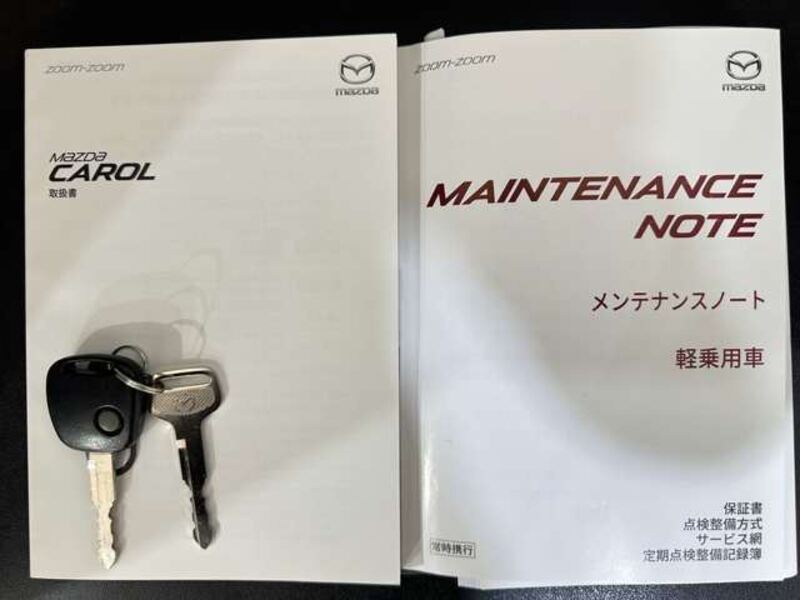 zoom-zoom
mazda
mazda
CAROL
取扱書
zoom-zoom
mazda
MAINTENANCE
NOTE
メンテナンスノート
軽乗用車
保証書
点検整備方式
サービス網
定期点検整備記録簿
常時携行